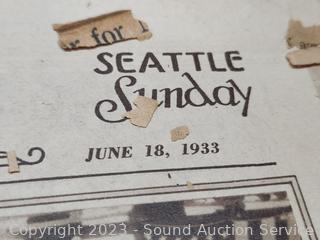 r for
SEATTLE
Sunday
JUNE 18, 1933
Copyright 2023 - Sound Auction Service